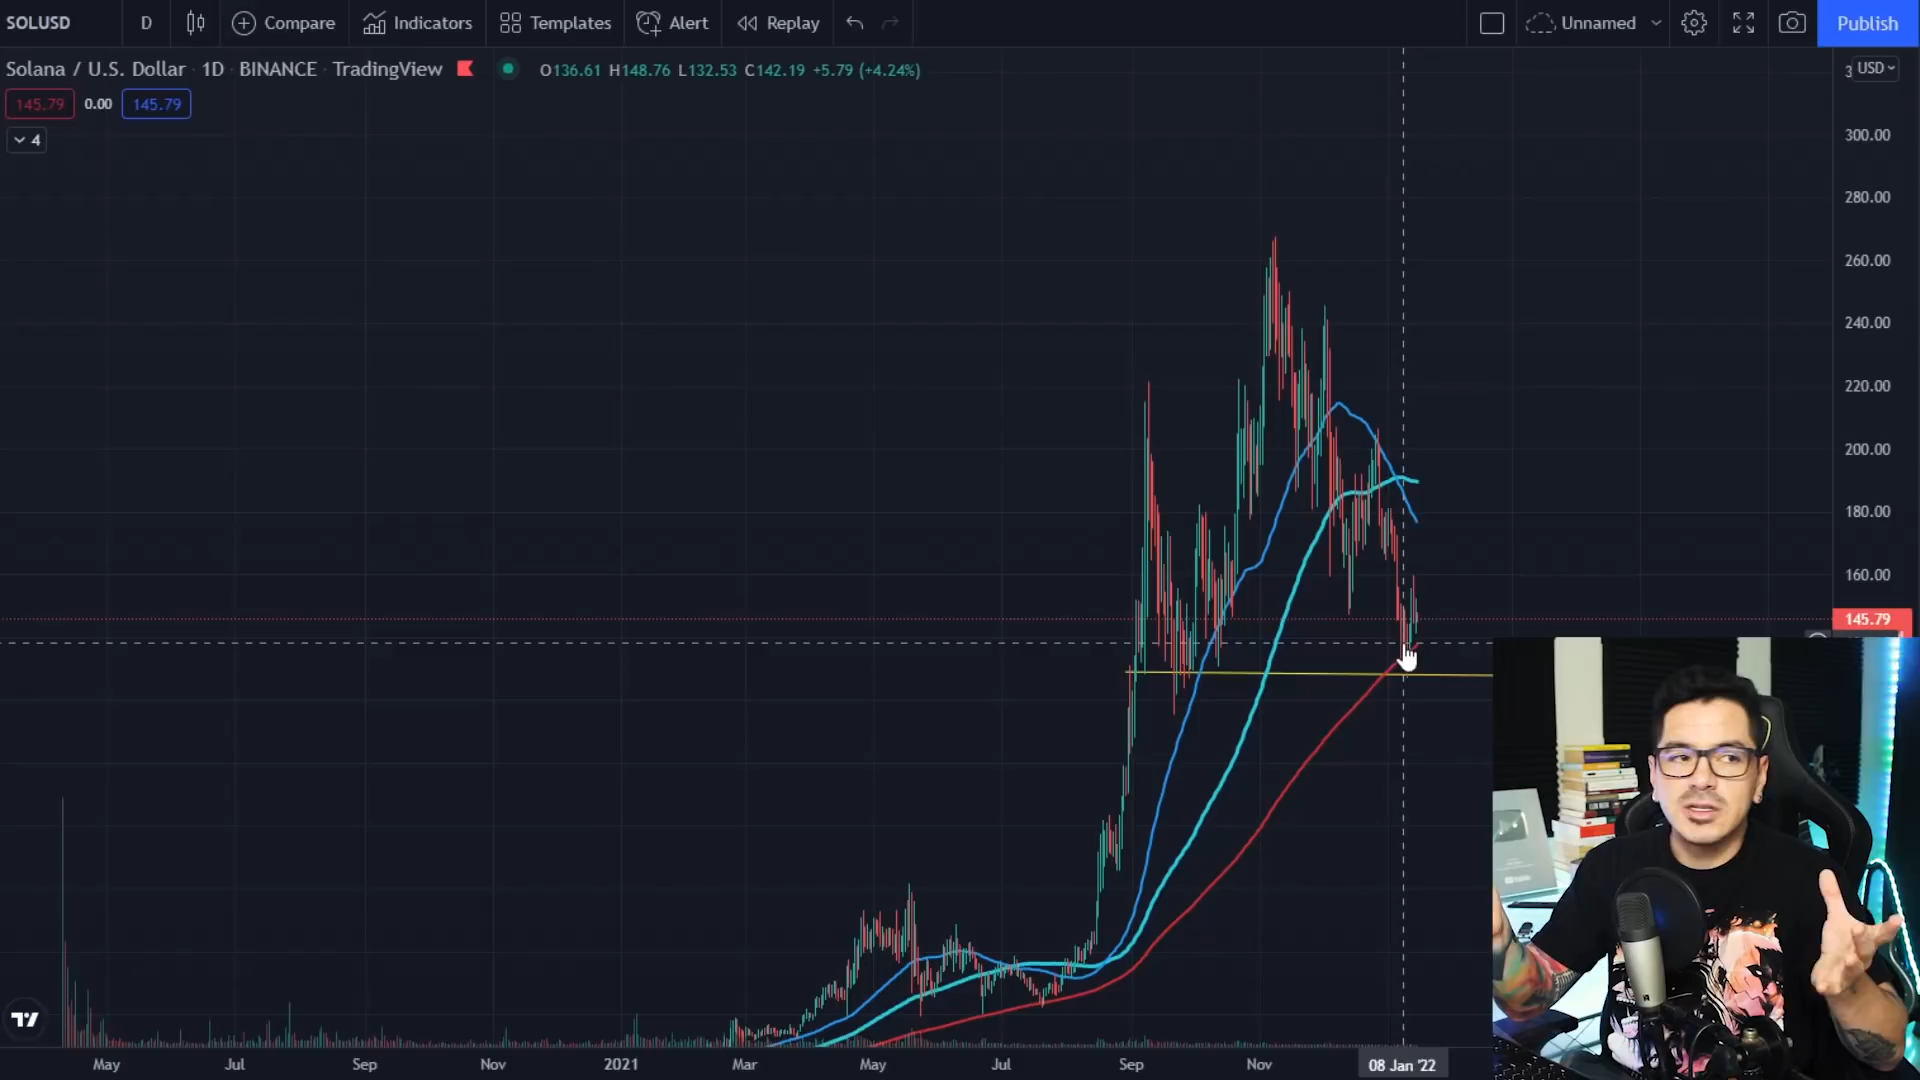 SOLUSD D Compare Indicators Templates Alert Replay Unnamed Publish
Solana / U.S. Dollar · 1D · BINANCE · TradingView O136.61 H148.76 L132.53 C142.19 +5.79 (+4.24%) USD
145.79 0.00 145.79
4
300.00
280.00
260.00
240.00
220.00
200.00
180.00
160.00
145.79
May Jul Sep Nov 2021 Mar May Jul Sep Nov 08 Jan '22